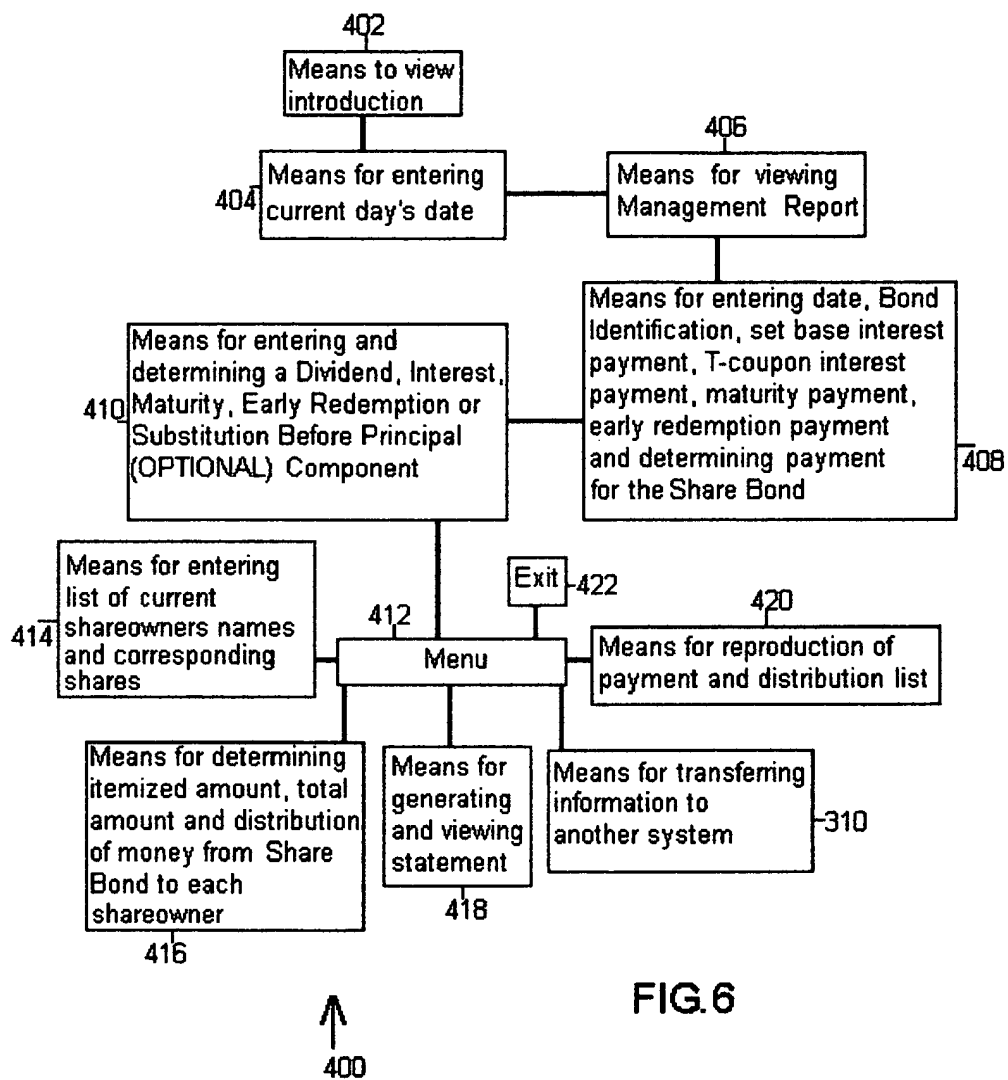 402
Means to view
introduction
406
404
Means for entering
current day's date
Means for viewing
Management Report
410
Means for entering and
determining a Dividend, Interest,
Maturity, Early Redemption or
Substitution Before Principal
(OPTIONAL) Component
Means for entering date, Bond
Identification, set base interest
payment, T-coupon interest
payment, maturity payment,
early redemption payment
and determining payment
for the Share Bond
408
414
Means for entering
list of current
shareowners names
and corresponding
shares
412
Menu
Exit
422
420
Means for reproduction of
payment and distribution list
Means for determining
itemized amount, total
amount and distribution
of money from Share
Bond to each
shareowner
416
Means for
generating
and viewing
statement
418
Means for transferring
information to
another system
310
FIG.6
400